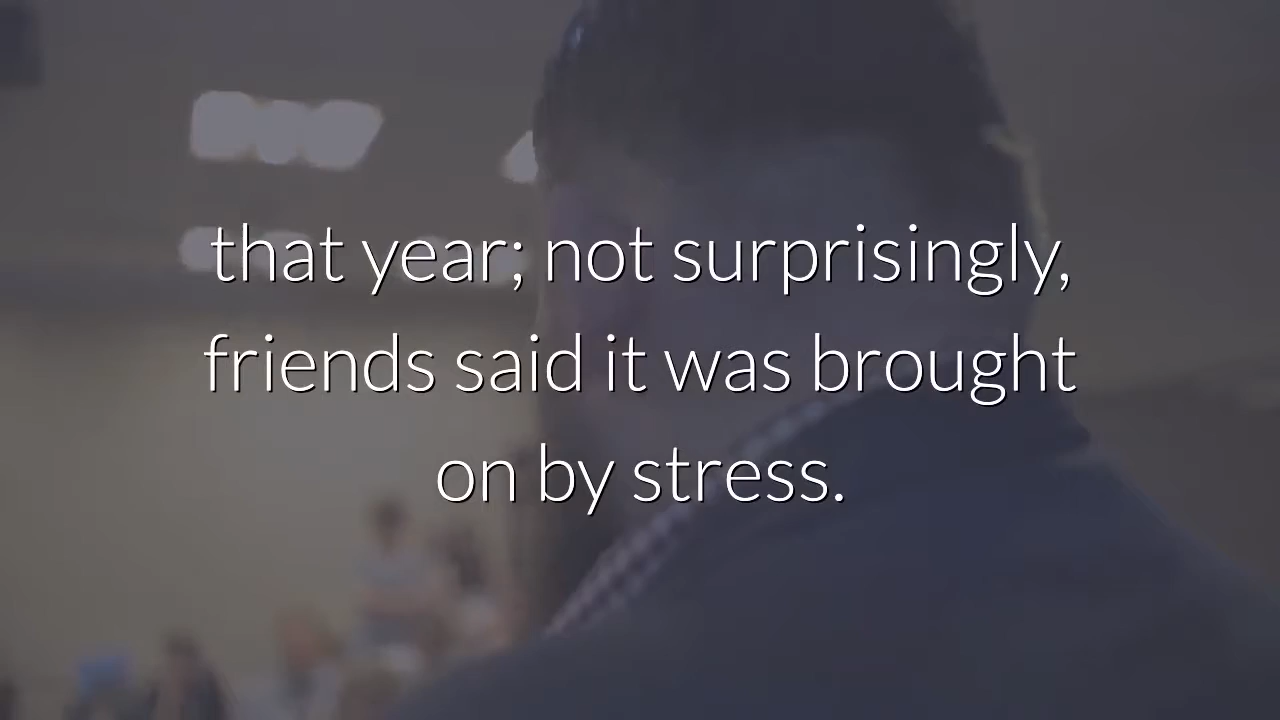 that year; not surprisingly,
friends said it was brought
on by stress.